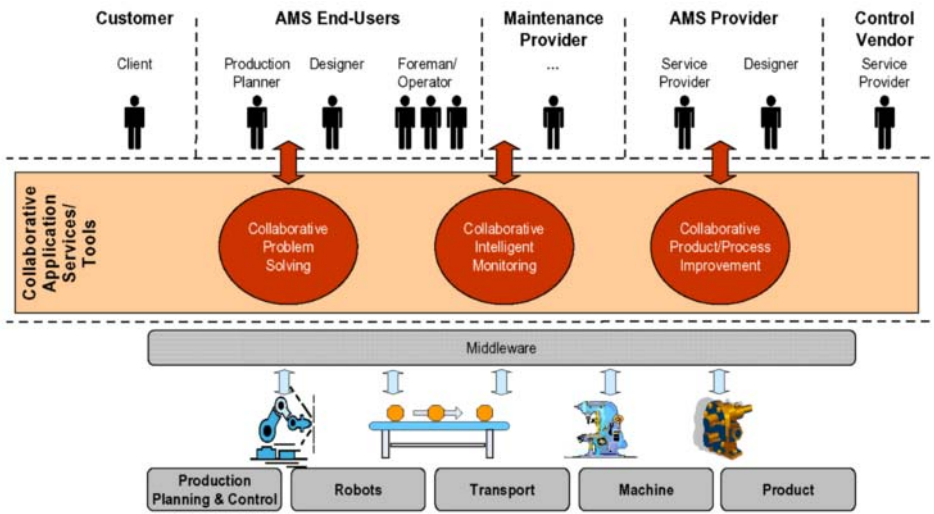 Customer
AMS End-Users
Maintenance
Provider
AMS Provider
Control
Vendor
Client
Production
Planner
Designer
Foreman/
Operator
...
Service
Provider
Designer
Service
Provider
Collaborative
Application
Services/
Tools
Collaborative
Problem
Solving
Collaborative
Intelligent
Monitoring
Collaborative
Product/Process
Improvement
Middleware
Production
Planning & Control
Robots
Transport
Machine
Product